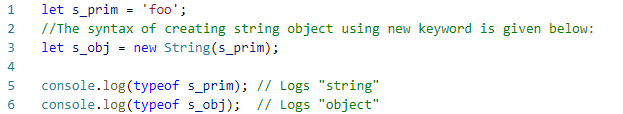 1 let s_prim = 'foo';
2 //The syntax of creating string object using new keyword is given below:
3 let s_obj = new String(s_prim);
4
5 console.log(typeof s_prim); // Logs "string"
6 console.log(typeof s_obj);  // Logs "object"